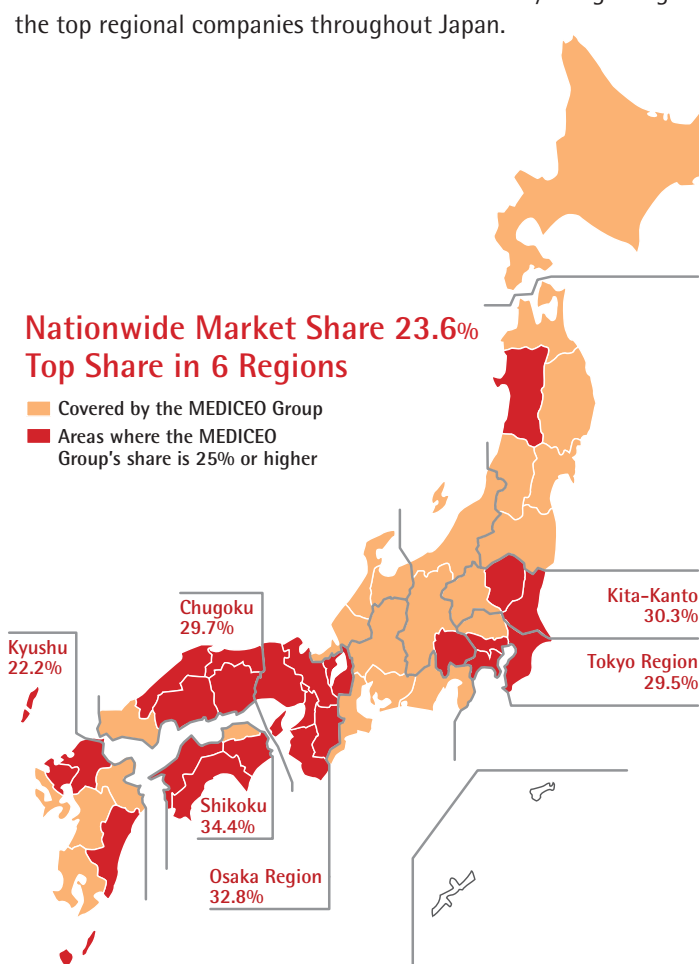 the top regional companies throughout Japan.
Nationwide Market Share 23.6%
Top Share in 6 Regions
Covered by the MEDICEO Group
Areas where the MEDICEO
Group's share is 25% or higher
Kita-Kanto
30.3%
Chugoku
29.7%
Kyushu
22.2%
Tokyo Region
29.5%
Shikoku
34.4%
Osaka Region
32.8%